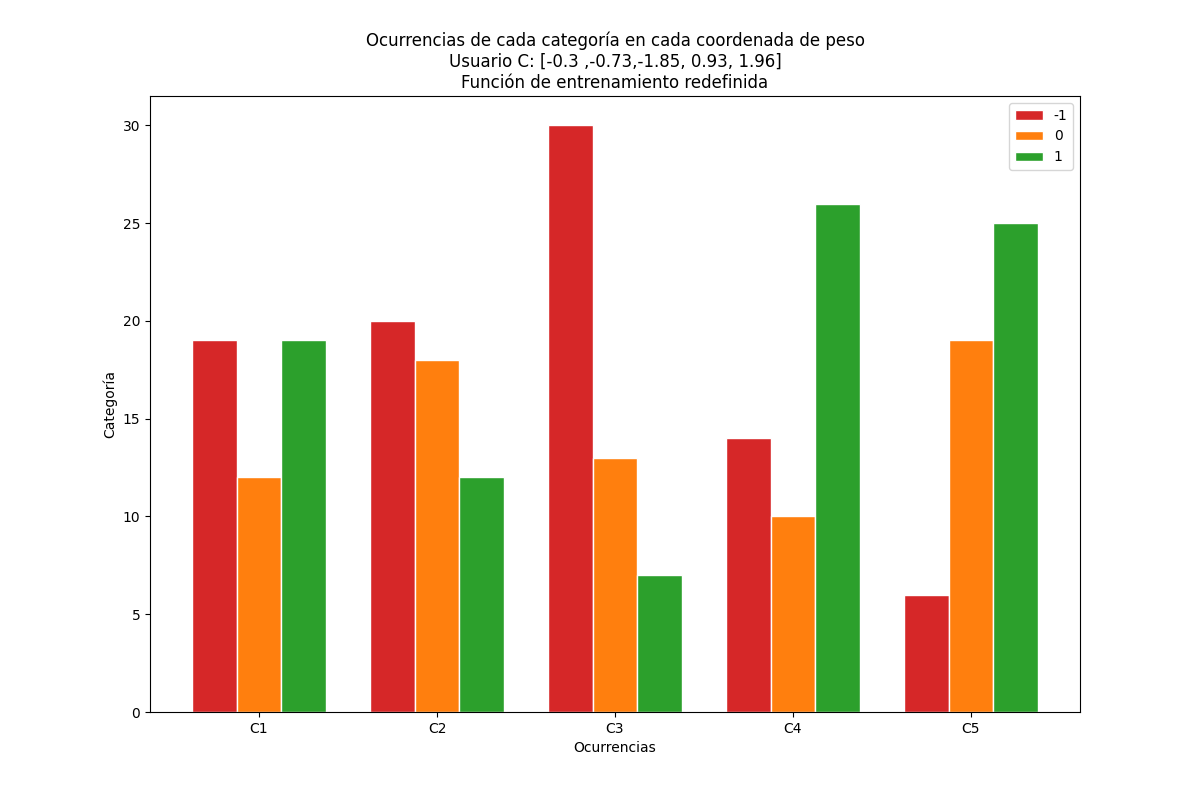 Ocurrencias de cada categoría en cada coordenada de peso
Usuario C: [-0.3 ,-0.73,-1.85, 0.93, 1.96]
Función de entrenamiento redefinida
-1
0
1
30
25
20
15
10
5
0
Categoría
C1 C2 C3 C4 C5
Ocurrencias